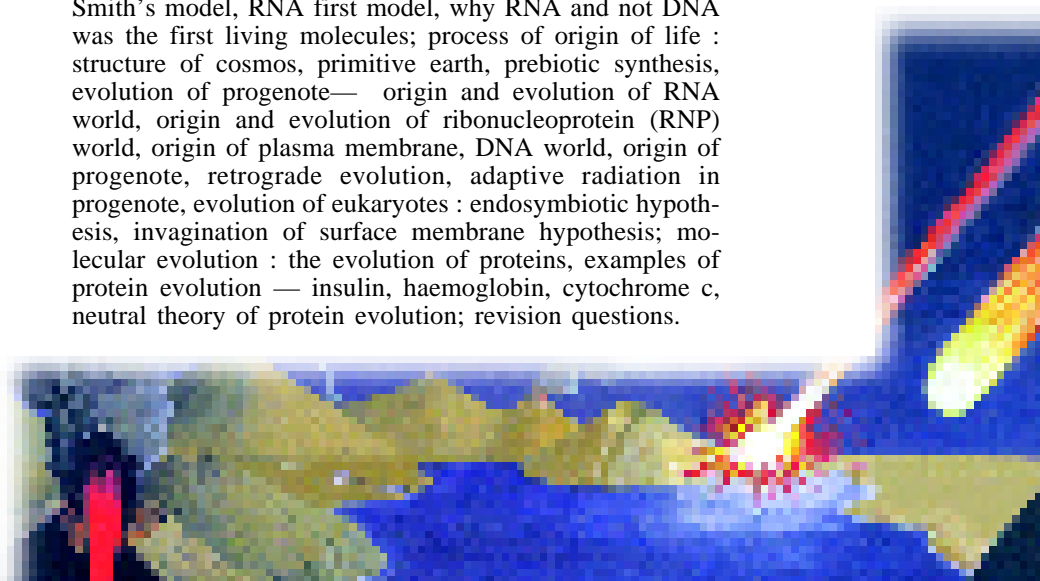 Smith's model, RNA first model, why RNA and not DNA
was the first living molecules; process of origin of life :
structure of cosmos, primitive earth, prebiotic synthesis,
evolution of progenote— origin and evolution of RNA
world, origin and evolution of ribonucleoprotein (RNP)
world, origin of plasma membrane, DNA world, origin of
progenote, retrograde evolution, adaptive radiation in
progenote, evolution of eukaryotes : endosymbiotic hypoth-
esis, invagination of surface membrane hypothesis; mo-
lecular evolution : the evolution of proteins, examples of
protein evolution — insulin, haemoglobin, cytochrome c,
neutral theory of protein evolution; revision questions.